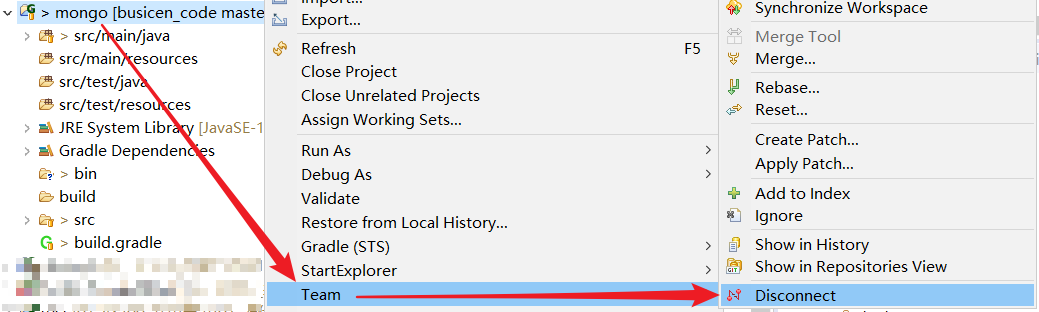 > mongo [busicen_code maste
> src/main/java
src/main/resources
src/test/java
src/test/resources
JRE System Library [JavaSE-1
Gradle Dependencies
> bin
build
> src
> build.gradle
Import...
Export...
Refresh F5
Close Project
Close Unrelated Projects
Assign Working Sets...
Run As
Debug As
Validate
Restore from Local History...
Gradle (STS)
StartExplorer
Team
Synchronize Workspace
Merge Tool
Merge...
Rebase...
Reset...
Create Patch...
Apply Patch...
Add to Index
Ignore
Show in History
Show in Repositories View
Disconnect